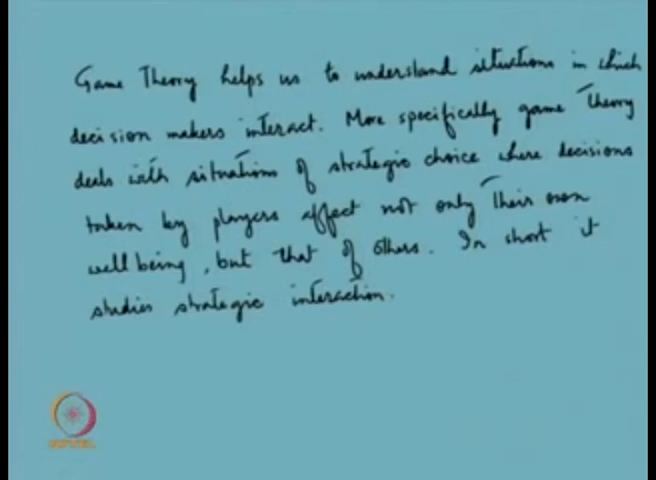 Game Theory helps us to understand situations in which
decision makers interact. More specifically game Theory
deals with situations of strategic choice where decisions
taken by players affect not only Their own
well being, but that of others. In short it
studies strategic interaction.
NPTEL